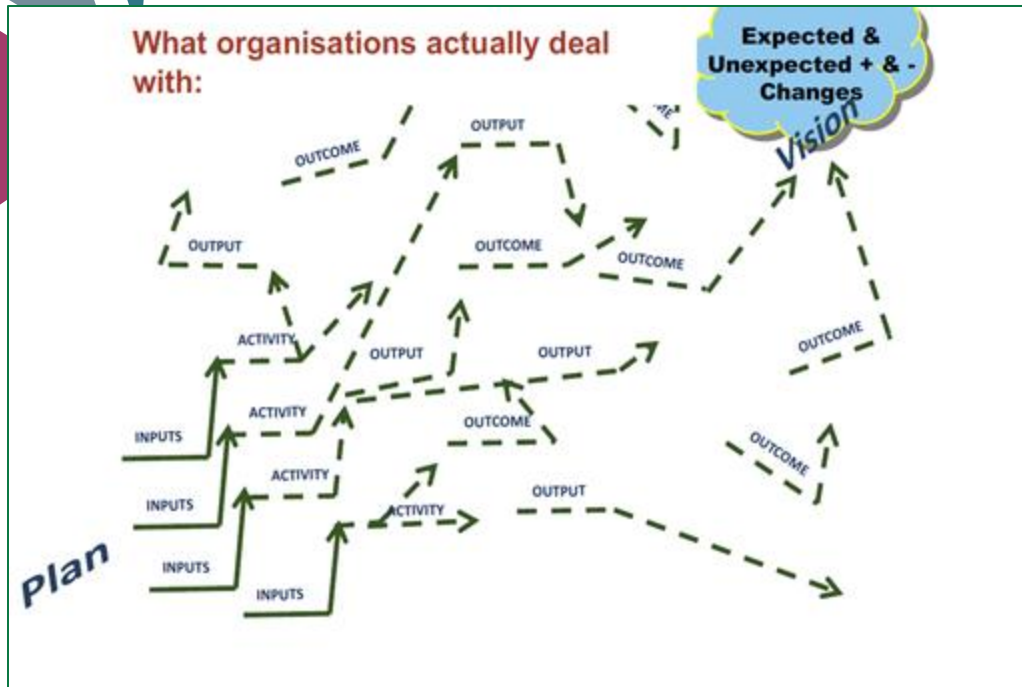 What organisations actually deal
with:
Expected &
Unexpected + & -
Changes
Vision
OUTPUT
OUTCOME
OUTPUT
OUTCOME
OUTCOME
ACTIVITY
OUTPUT
OUTPUT
OUTCOME
ACTIVITY
OUTCOME
INPUTS
OUTCOME
ACTIVITY
OUTPUT
INPUTS
ACTIVITY
Plan
INPUTS
INPUTS